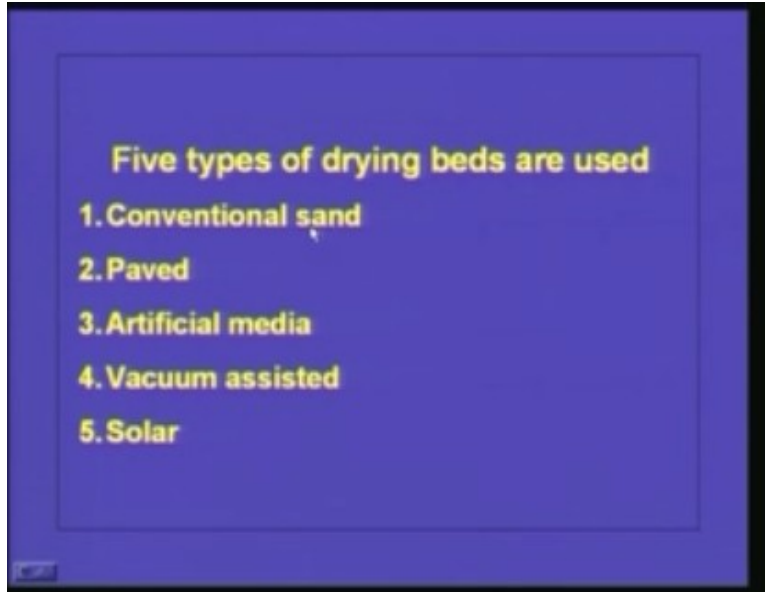 Five types of drying beds are used
1. Conventional sand
2. Paved
3. Artificial media
4. Vacuum assisted
5. Solar